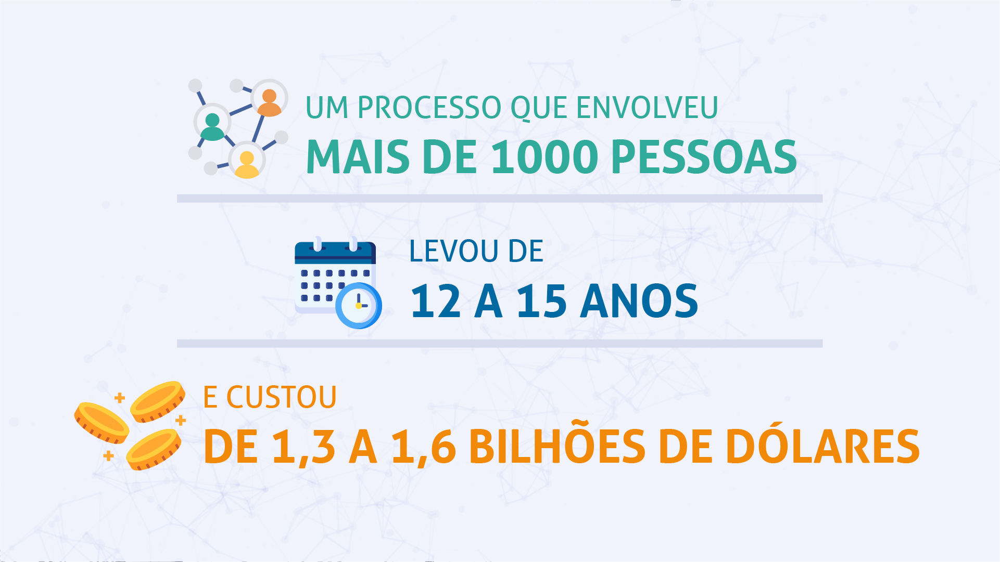 UM PROCESSO QUE ENVOLVEU
MAIS DE 1000 PESSOAS
LEVOU DE
12 A 15 ANOS
E CUSTOU
DE 1,3 A 1,6 BILHÕES DE DÓLARES